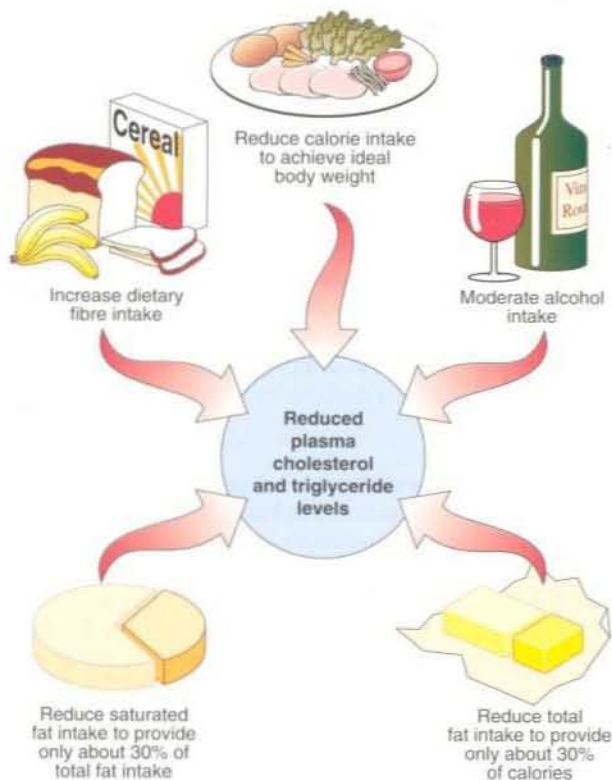 Cereal
Reduce calorie intake
to achieve ideal
body weight
Vin
Increase dietary
fibre intake
Moderate alcohol
intake
Reduced
plasma
cholesterol
and triglyceride
levels
Reduce saturated
fat intake to provide
only about 30% of
total fat intake
Reduce total
fat intake to provide
only about 30%
of calories